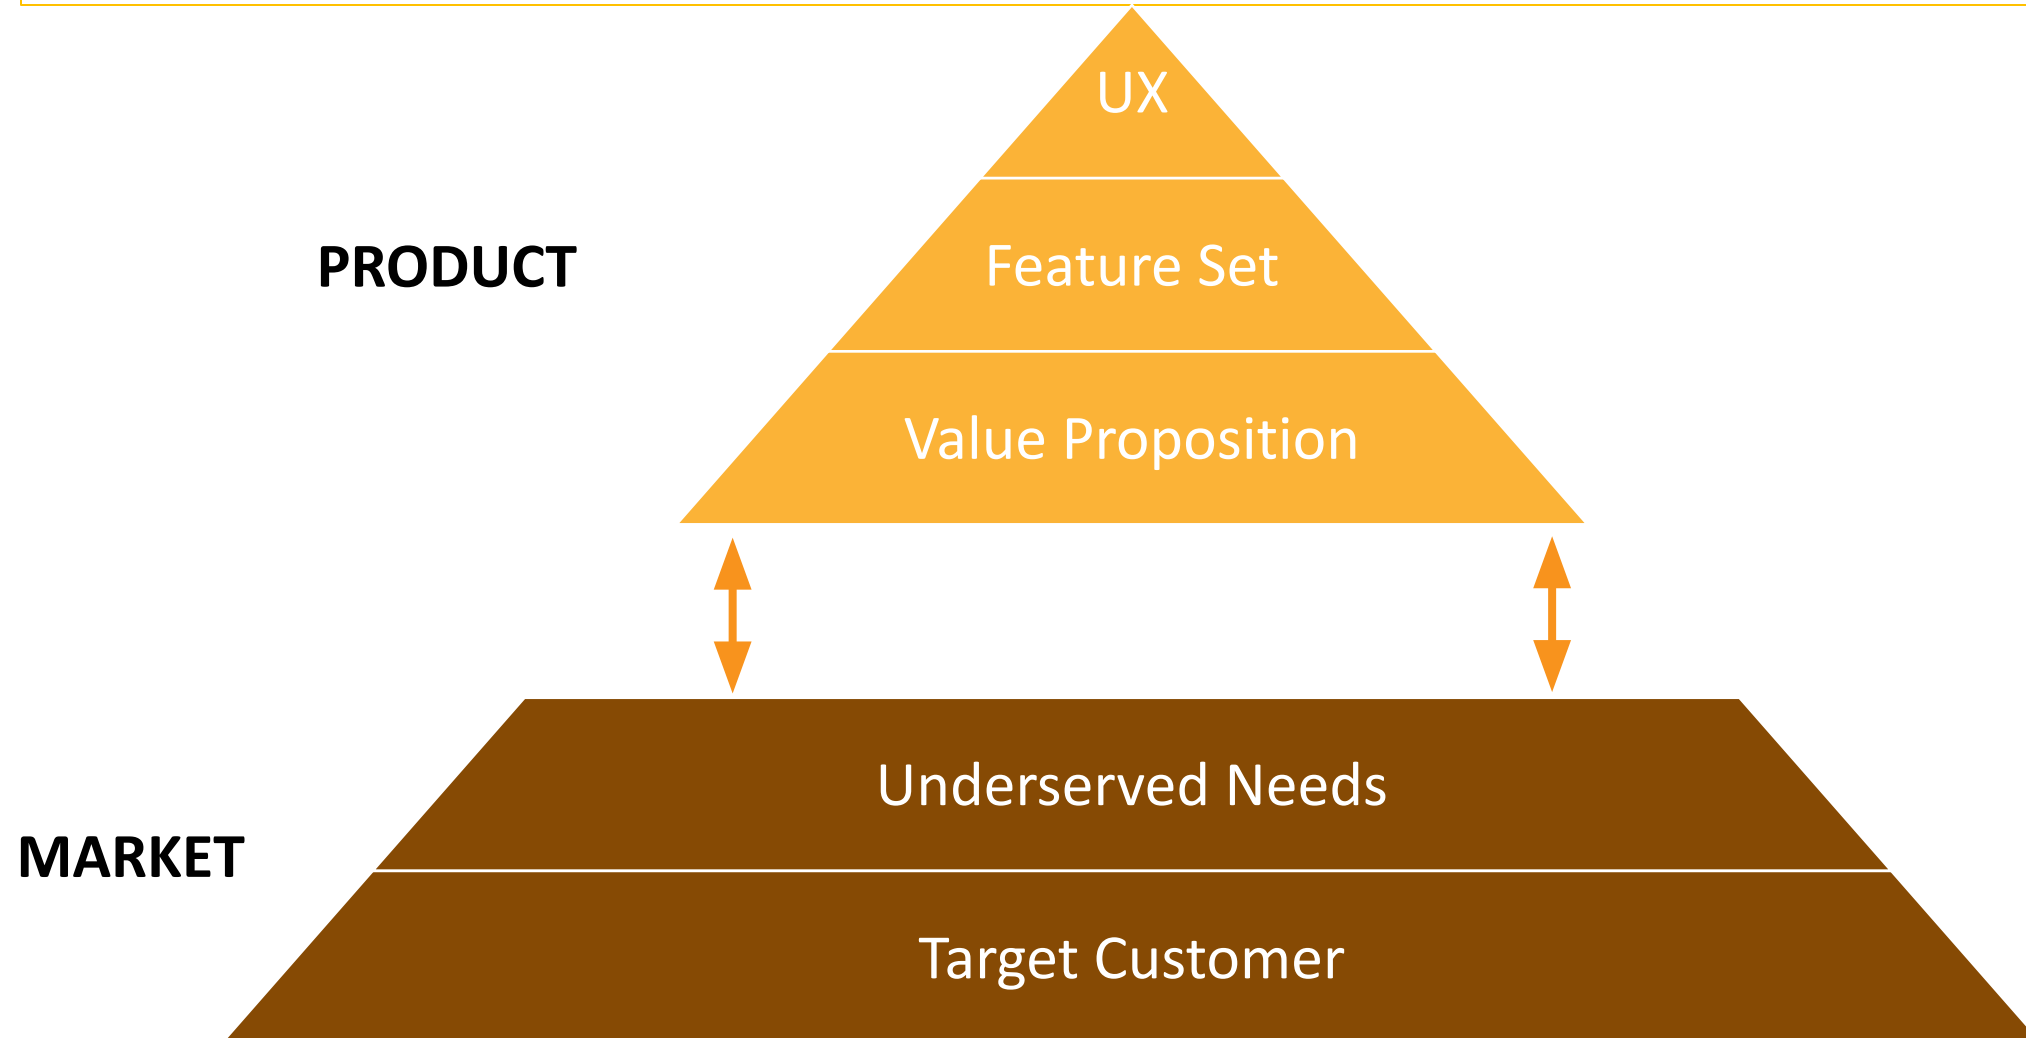 UX
PRODUCT
Feature Set
Value Proposition
Underserved Needs
MARKET
Target Customer